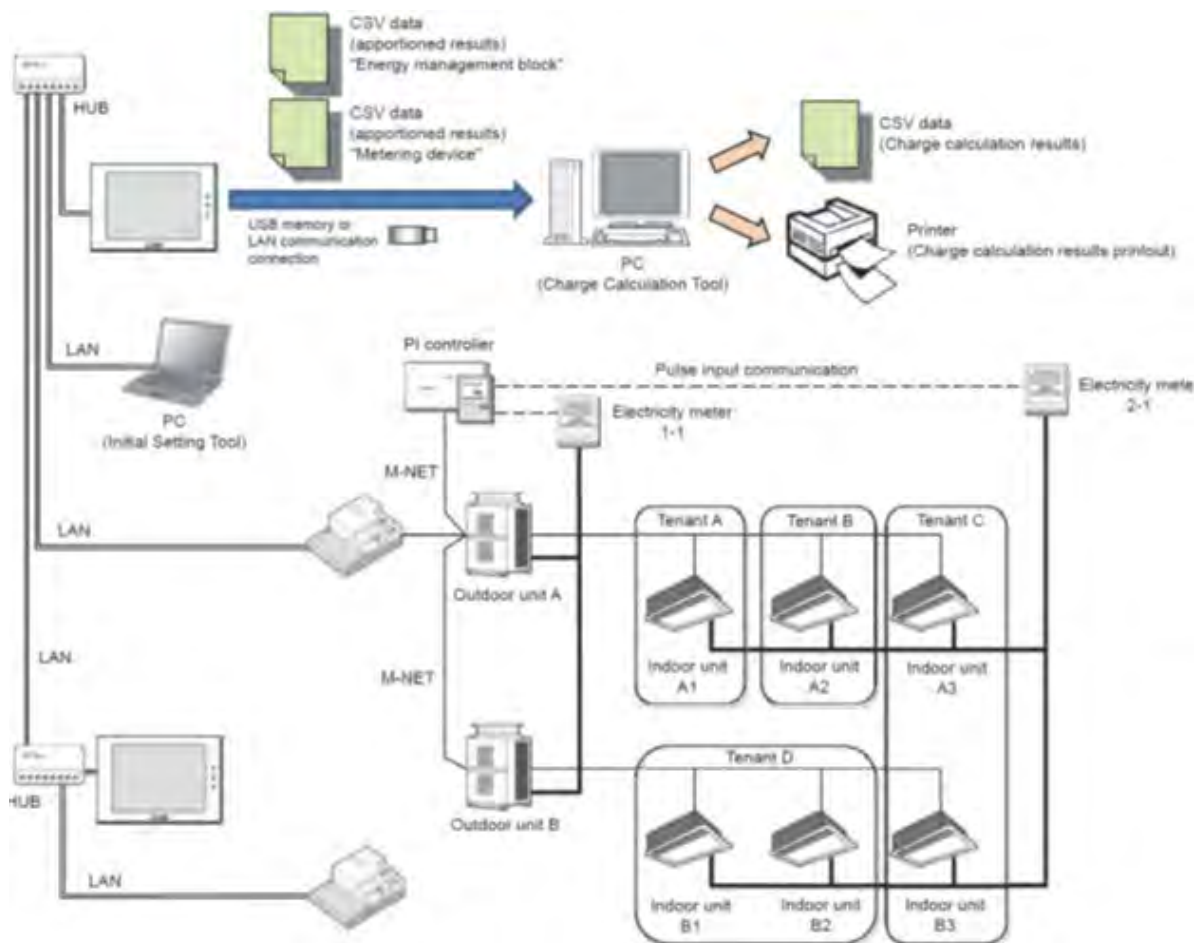 CSV data
(apportioned results)
"Energy management block"
CSV data
(apportioned results)
"Metering device"
HUB
CSV data
(Charge calculation results)
USB memory or
LAN communication
connection
PC
(Charge Calculation Tool)
Printer
(Charge calculation results printout)
LAN
PC
(Initial Setting Tool)
PI controller
Pulse input communication
Electricity meter
1-1
Electricity mete
2-1
M-NET
LAN
Outdoor unit A
Tenant A
Tenant B
Tenant C
Indoor unit
A1
Indoor unit
A2
Indoor unit
A3
LAN
M-NET
HUB
Outdoor unit B
Tenant D
LAN
Indoor unit
B1
Indoor unit
B2
Indoor unit
B3